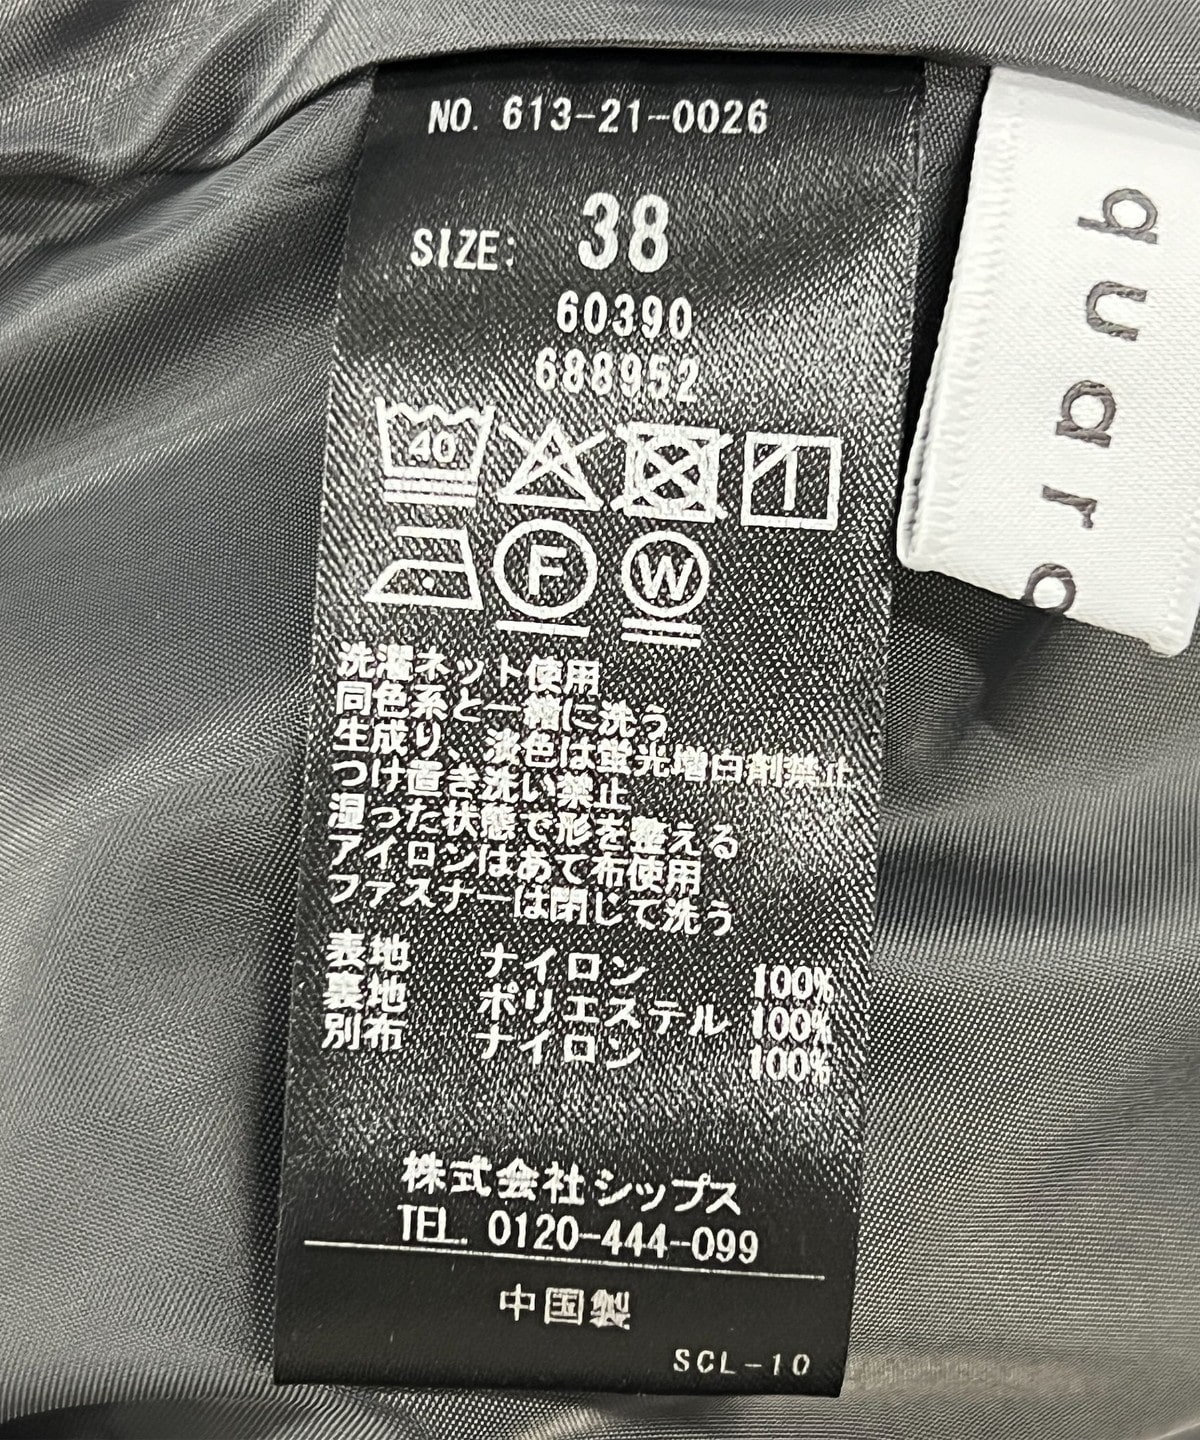 NO. 613-21-0026
SIZE: 38
60390
688952
40
F W
洗濯ネット使用
同色系と一緒に洗う
生成り、淡色は蛍光増白剤禁止
つけ置き洗い禁止
湿った状態で形を整える
アイロンはあて布使用
ファスナーは閉じて洗う
表地 ナイロン 100%
裏地 ポリエステル 100%
別布 ナイロン 100%
株式会社シップス
TEL. 0120-444-099
中国製
SCL-10
quar